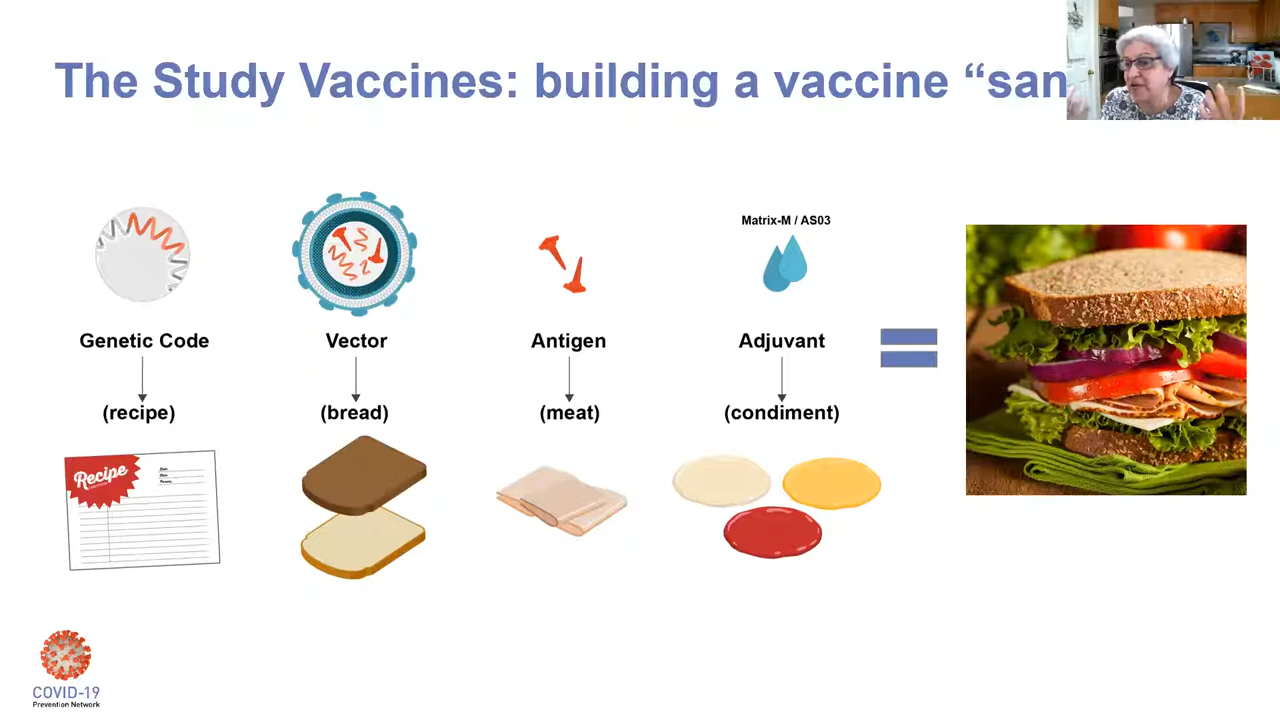 The Study Vaccines: building a vaccine “san
Matrix-M / AS03
Genetic Code
Vector
Antigen
Adjuvant
(recipe)
(bread)
(meat)
(condiment)
Recipe
COVID-19
Prevention Network